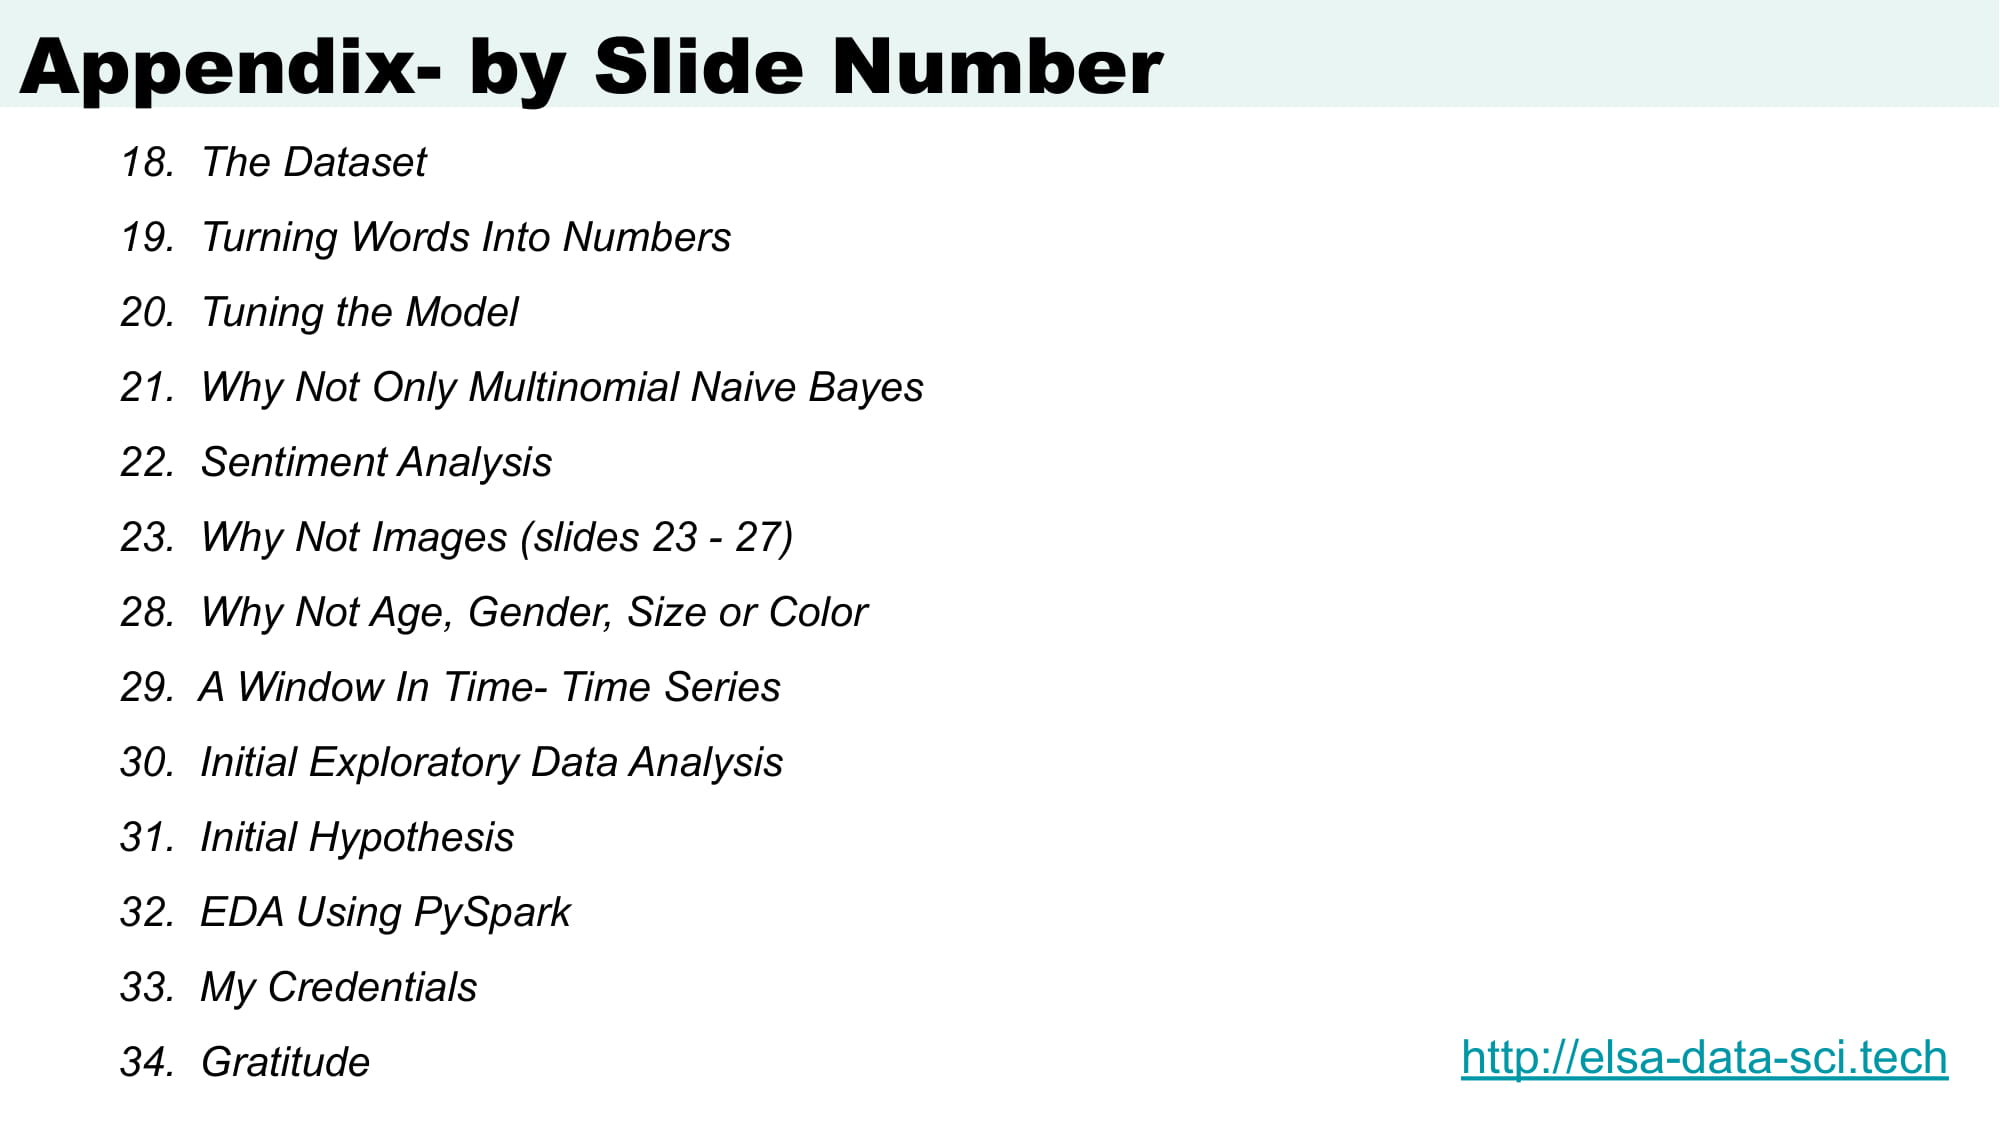 Appendix- by Slide Number
18. The Dataset
19. Turning Words Into Numbers
20. Tuning the Model
21. Why Not Only Multinomial Naive Bayes
22. Sentiment Analysis
23. Why Not Images (slides 23 - 27)
28. Why Not Age, Gender, Size or Color
29. A Window In Time- Time Series
30. Initial Exploratory Data Analysis
31. Initial Hypothesis
32. EDA Using PySpark
33. My Credentials
34. Gratitude
http://elsa-data-sci.tech